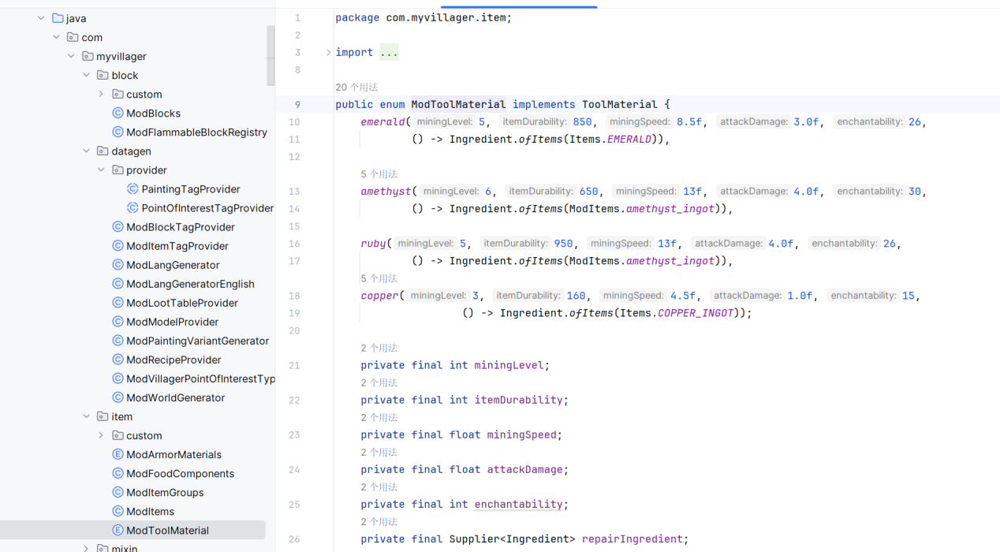 java
com
myvillager
block
custom
ModBlocks
ModFlammableBlockRegistry
datagen
provider
PaintingTagProvider
PointOfInterestTagProvider
ModBlockTagProvider
ModItemTagProvider
ModLangGenerator
ModLangGeneratorEnglish
ModLootTableProvider
ModModelProvider
ModPaintingVariantGenerator
ModRecipeProvider
ModVillagerPointOfInterestTyp
ModWorldGenerator
item
custom
ModArmorMaterials
ModFoodComponents
ModItemGroups
ModItems
ModToolMaterial
mixin
1 package com.myvillager.item;
2
3 import ...
8
20 个用法
9 public enum ModToolMaterial implements ToolMaterial {
10 emerald( miningLevel: 5, itemDurability: 850, miningSpeed: 8.5f, attackDamage: 3.0f, enchantability: 26,
11 () -> Ingredient.ofItems(Items.EMERALD)),
12
5 个用法
13 amethyst( miningLevel: 6, itemDurability: 650, miningSpeed: 13f, attackDamage: 4.0f, enchantability: 30,
14 () -> Ingredient.ofItems(ModItems.amethyst_ingot)),
15
16 ruby( miningLevel: 5, itemDurability: 950, miningSpeed: 13f, attackDamage: 4.0f, enchantability: 26,
17 () -> Ingredient.ofItems(ModItems.amethyst_ingot)),
5 个用法
18 copper( miningLevel: 3, itemDurability: 160, miningSpeed: 4.5f, attackDamage: 1.0f, enchantability: 15,
19 () -> Ingredient.ofItems(Items.COPPER_INGOT));
20
2 个用法
21 private final int miningLevel;
2 个用法
22 private final int itemDurability;
2 个用法
23 private final float miningSpeed;
2 个用法
24 private final float attackDamage;
2 个用法
25 private final int enchantability;
2 个用法
26 private final Supplier<Ingredient> repairIngredient;